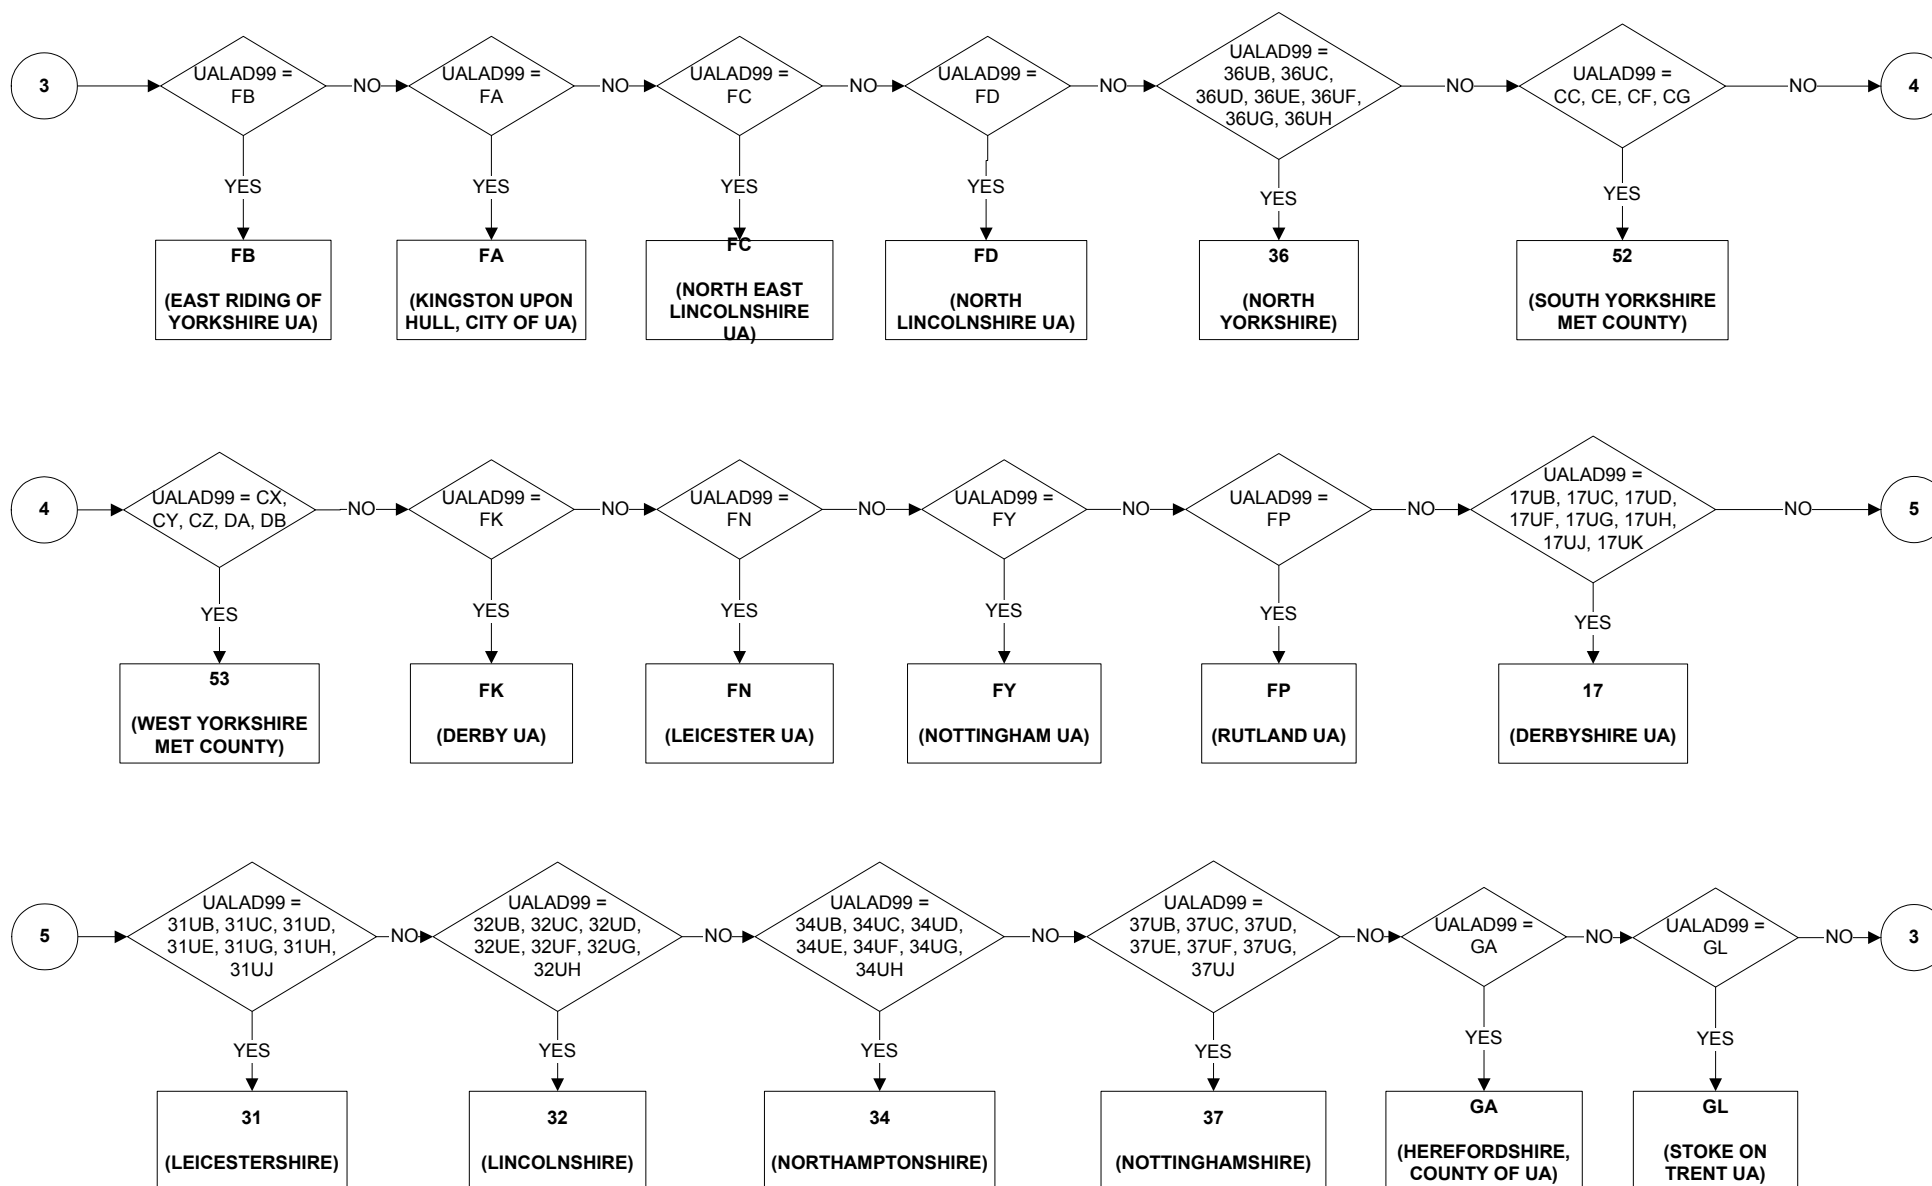 3
UALAD99 =
FB
NO
UALAD99 =
FA
NO
UALAD99 =
FC
NO
UALAD99 =
FD
NO
UALAD99 =
36UB, 36UC,
36UD, 36UE, 36UF,
36UG, 36UH
NO
UALAD99 =
CC, CE, CF, CG
NO
4
YES
YES
YES
YES
YES
YES
FB
(EAST RIDING OF
YORKSHIRE UA)
FA
(KINGSTON UPON
HULL, CITY OF UA)
FC
(NORTH EAST
LINCOLNSHIRE
UA)
FD
(NORTH
LINCOLNSHIRE UA)
36
(NORTH
YORKSHIRE)
52
(SOUTH YORKSHIRE
MET COUNTY)
4
UALAD99 = CX,
CY, CZ, DA, DB
NO
UALAD99 =
FK
NO
UALAD99 =
FN
NO
UALAD99 =
FY
NO
UALAD99 =
FP
NO
UALAD99 =
17UB, 17UC, 17UD,
17UF, 17UG, 17UH,
17UJ, 17UK
NO
5
YES
YES
YES
YES
YES
YES
53
(WEST YORKSHIRE
MET COUNTY)
FK
(DERBY UA)
FN
(LEICESTER UA)
FY
(NOTTINGHAM UA)
FP
(RUTLAND UA)
17
(DERBYSHIRE UA)
5
UALAD99 =
31UB, 31UC, 31UD,
31UE, 31UG, 31UH,
31UJ
NO
UALAD99 =
32UB, 32UC, 32UD,
32UE, 32UF, 32UG,
32UH
NO
UALAD99 =
34UB, 34UC, 34UD,
34UE, 34UF, 34UG,
34UH
NO
UALAD99 =
37UB, 37UC, 37UD,
37UE, 37UF, 37UG,
37UJ
NO
UALAD99 =
GA
NO
UALAD99 =
GL
NO
3
YES
YES
YES
YES
YES
YES
31
(LEICESTERSHIRE)
32
(LINCOLNSHIRE)
34
(NORTHAMPTONSHIRE)
37
(NOTTINGHAMSHIRE)
GA
(HEREFORDSHIRE,
COUNTY OF UA)
GL
(STOKE ON
TRENT UA)